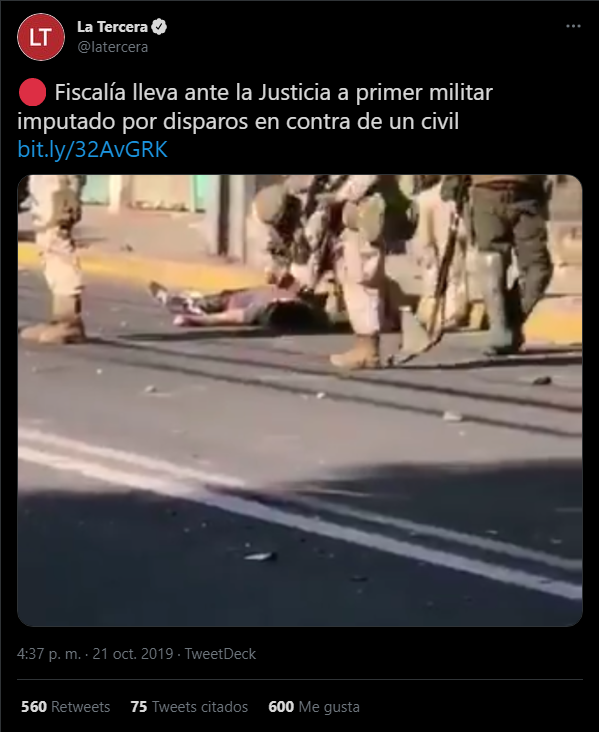 LT
La Tercera
@latercera
Fiscalía lleva ante la Justicia a primer militar
imputado por disparos en contra de un civil
bit.ly/32AvGRK
4:37 p. m. · 21 oct. 2019 · TweetDeck
560 Retweets 75 Tweets citados 600 Me gusta